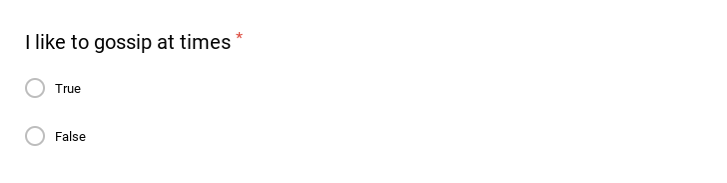 I like to gossip at times *
True
False